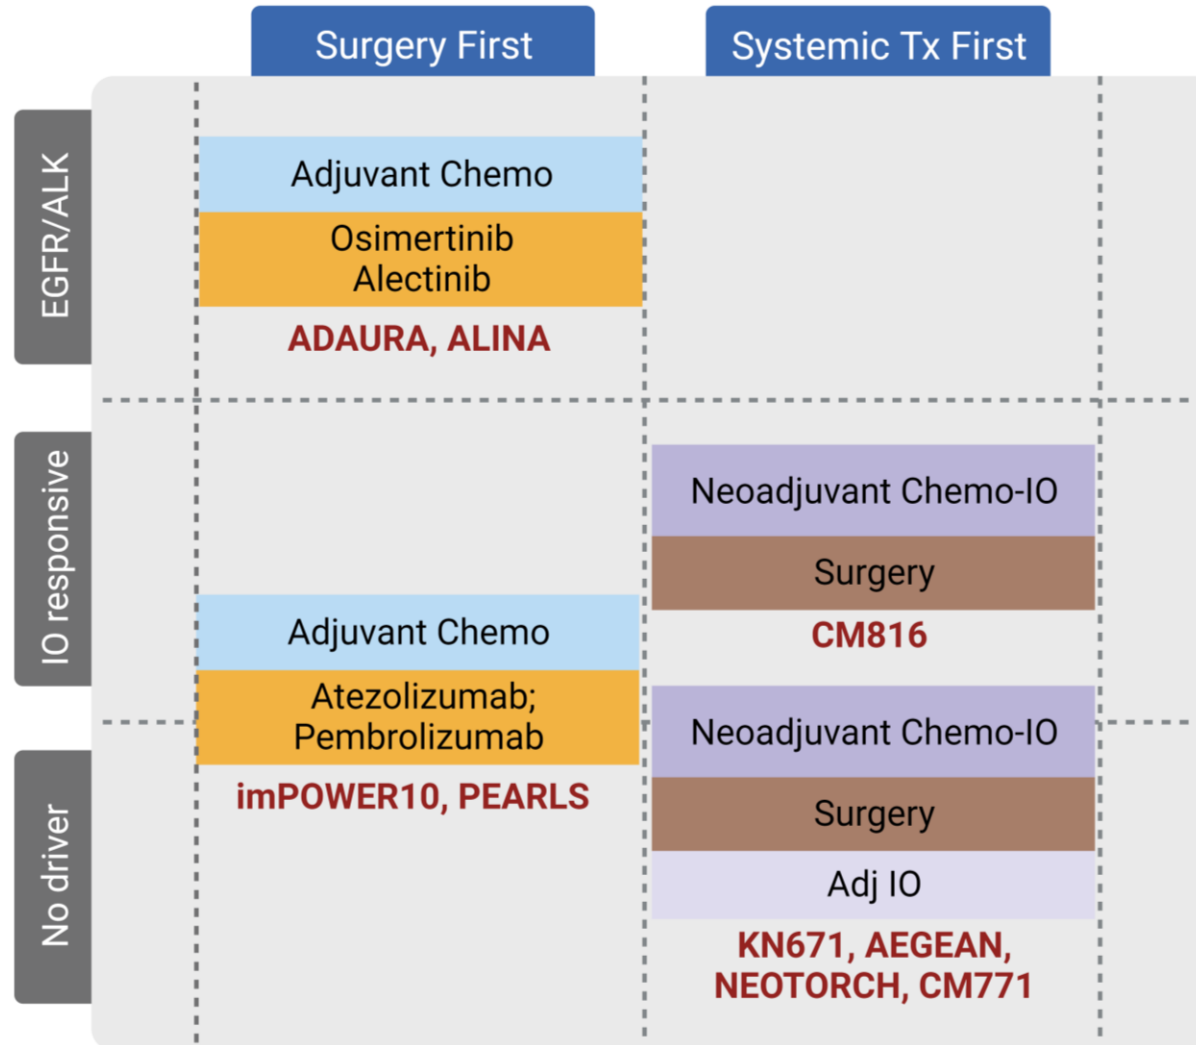 Surgery First
Systemic Tx First
EGFR/ALK
Adjuvant Chemo
Osimertinib
Alectinib
ADAURA, ALINA
IO responsive
Neoadjuvant Chemo-IO
Surgery
CM816
Adjuvant Chemo
Atezolizumab;
Pembrolizumab
imPOWER10, PEARLS
No driver
Neoadjuvant Chemo-IO
Surgery
Adj IO
KN671, AEGEAN,
NEOTORCH, CM771